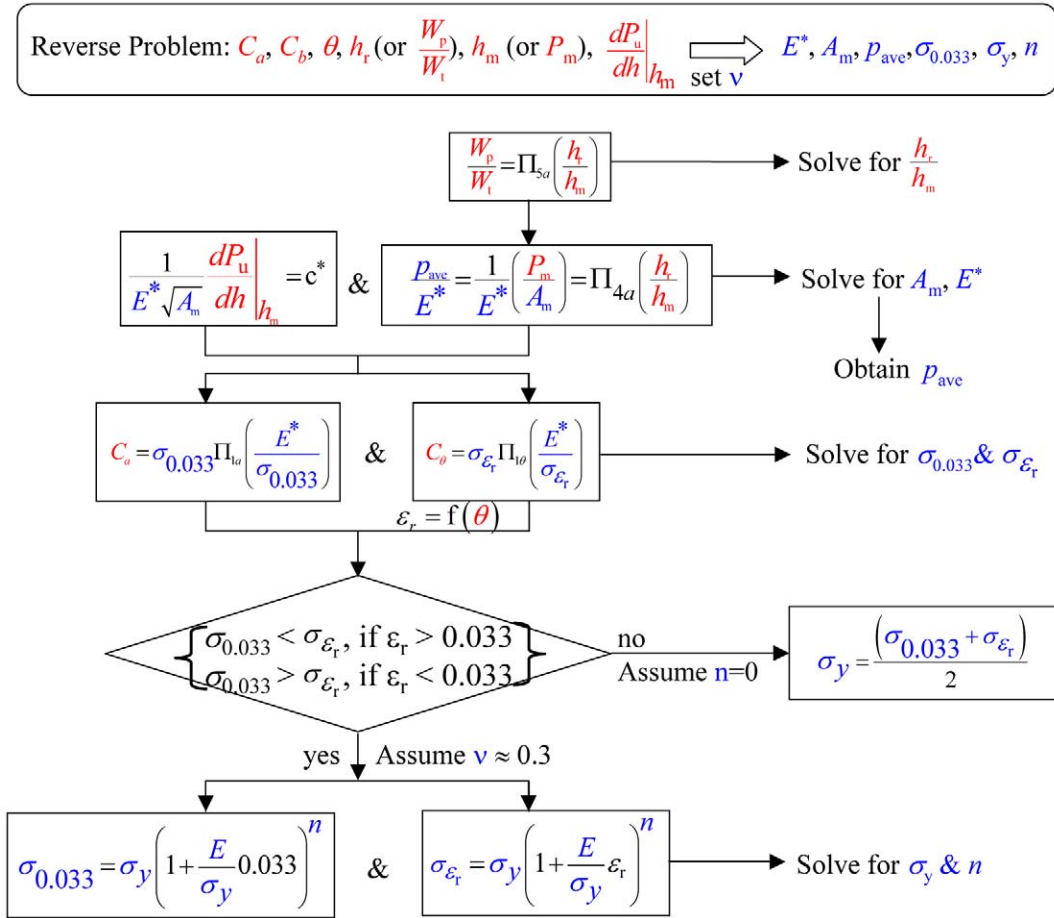 Reverse Problem: C_a, C_b, θ, h_r (or W_p/W_t), h_m (or P_m), dP_u/dh|_{h_m} ⟹ E*, A_m, p_ave, σ_0.033, σ_y, n
set ν
W_p/W_t = Π_5a(h_r/h_m)
Solve for h_r/h_m
1/(E*√A_m) dP_u/dh|_{h_m} = c*
&
p_ave/E* = 1/E* (P_m/A_m) = Π_4a(h_r/h_m)
Solve for A_m, E*
Obtain p_ave
C_a = σ_0.033 Π_1a(E*/σ_0.033)
&
C_θ = σ_εr Π_1θ(E*/σ_εr)
Solve for σ_0.033 & σ_εr
ε_r = f(θ)
{σ_0.033 < σ_εr, if ε_r > 0.033
σ_0.033 > σ_εr, if ε_r < 0.033}
no
Assume n=0
σ_y = (σ_0.033 + σ_εr)/2
yes Assume ν ≈ 0.3
σ_0.033 = σ_y(1 + E/σ_y 0.033)^n
&
σ_εr = σ_y(1 + E/σ_y ε_r)^n
Solve for σ_y & n